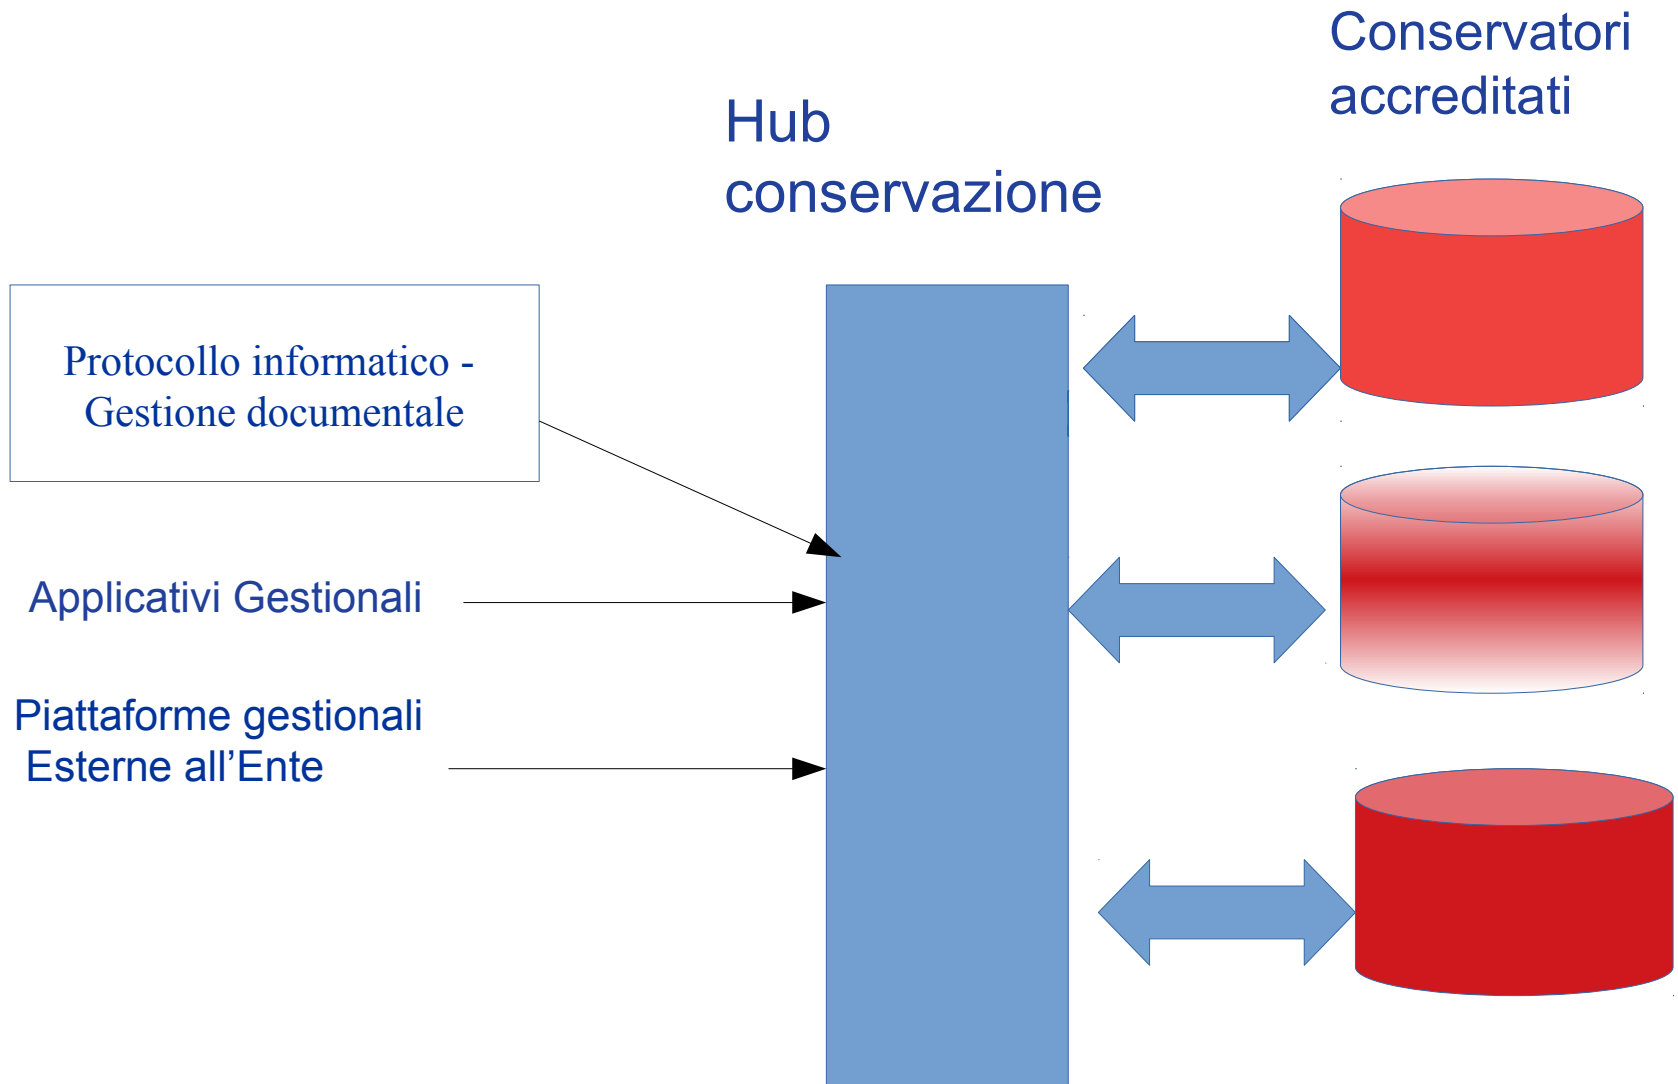 Conservatori
accreditati
Hub
conservazione
Protocollo informatico -
Gestione documentale
Applicativi Gestionali
Piattaforme gestionali
Esterne all’Ente